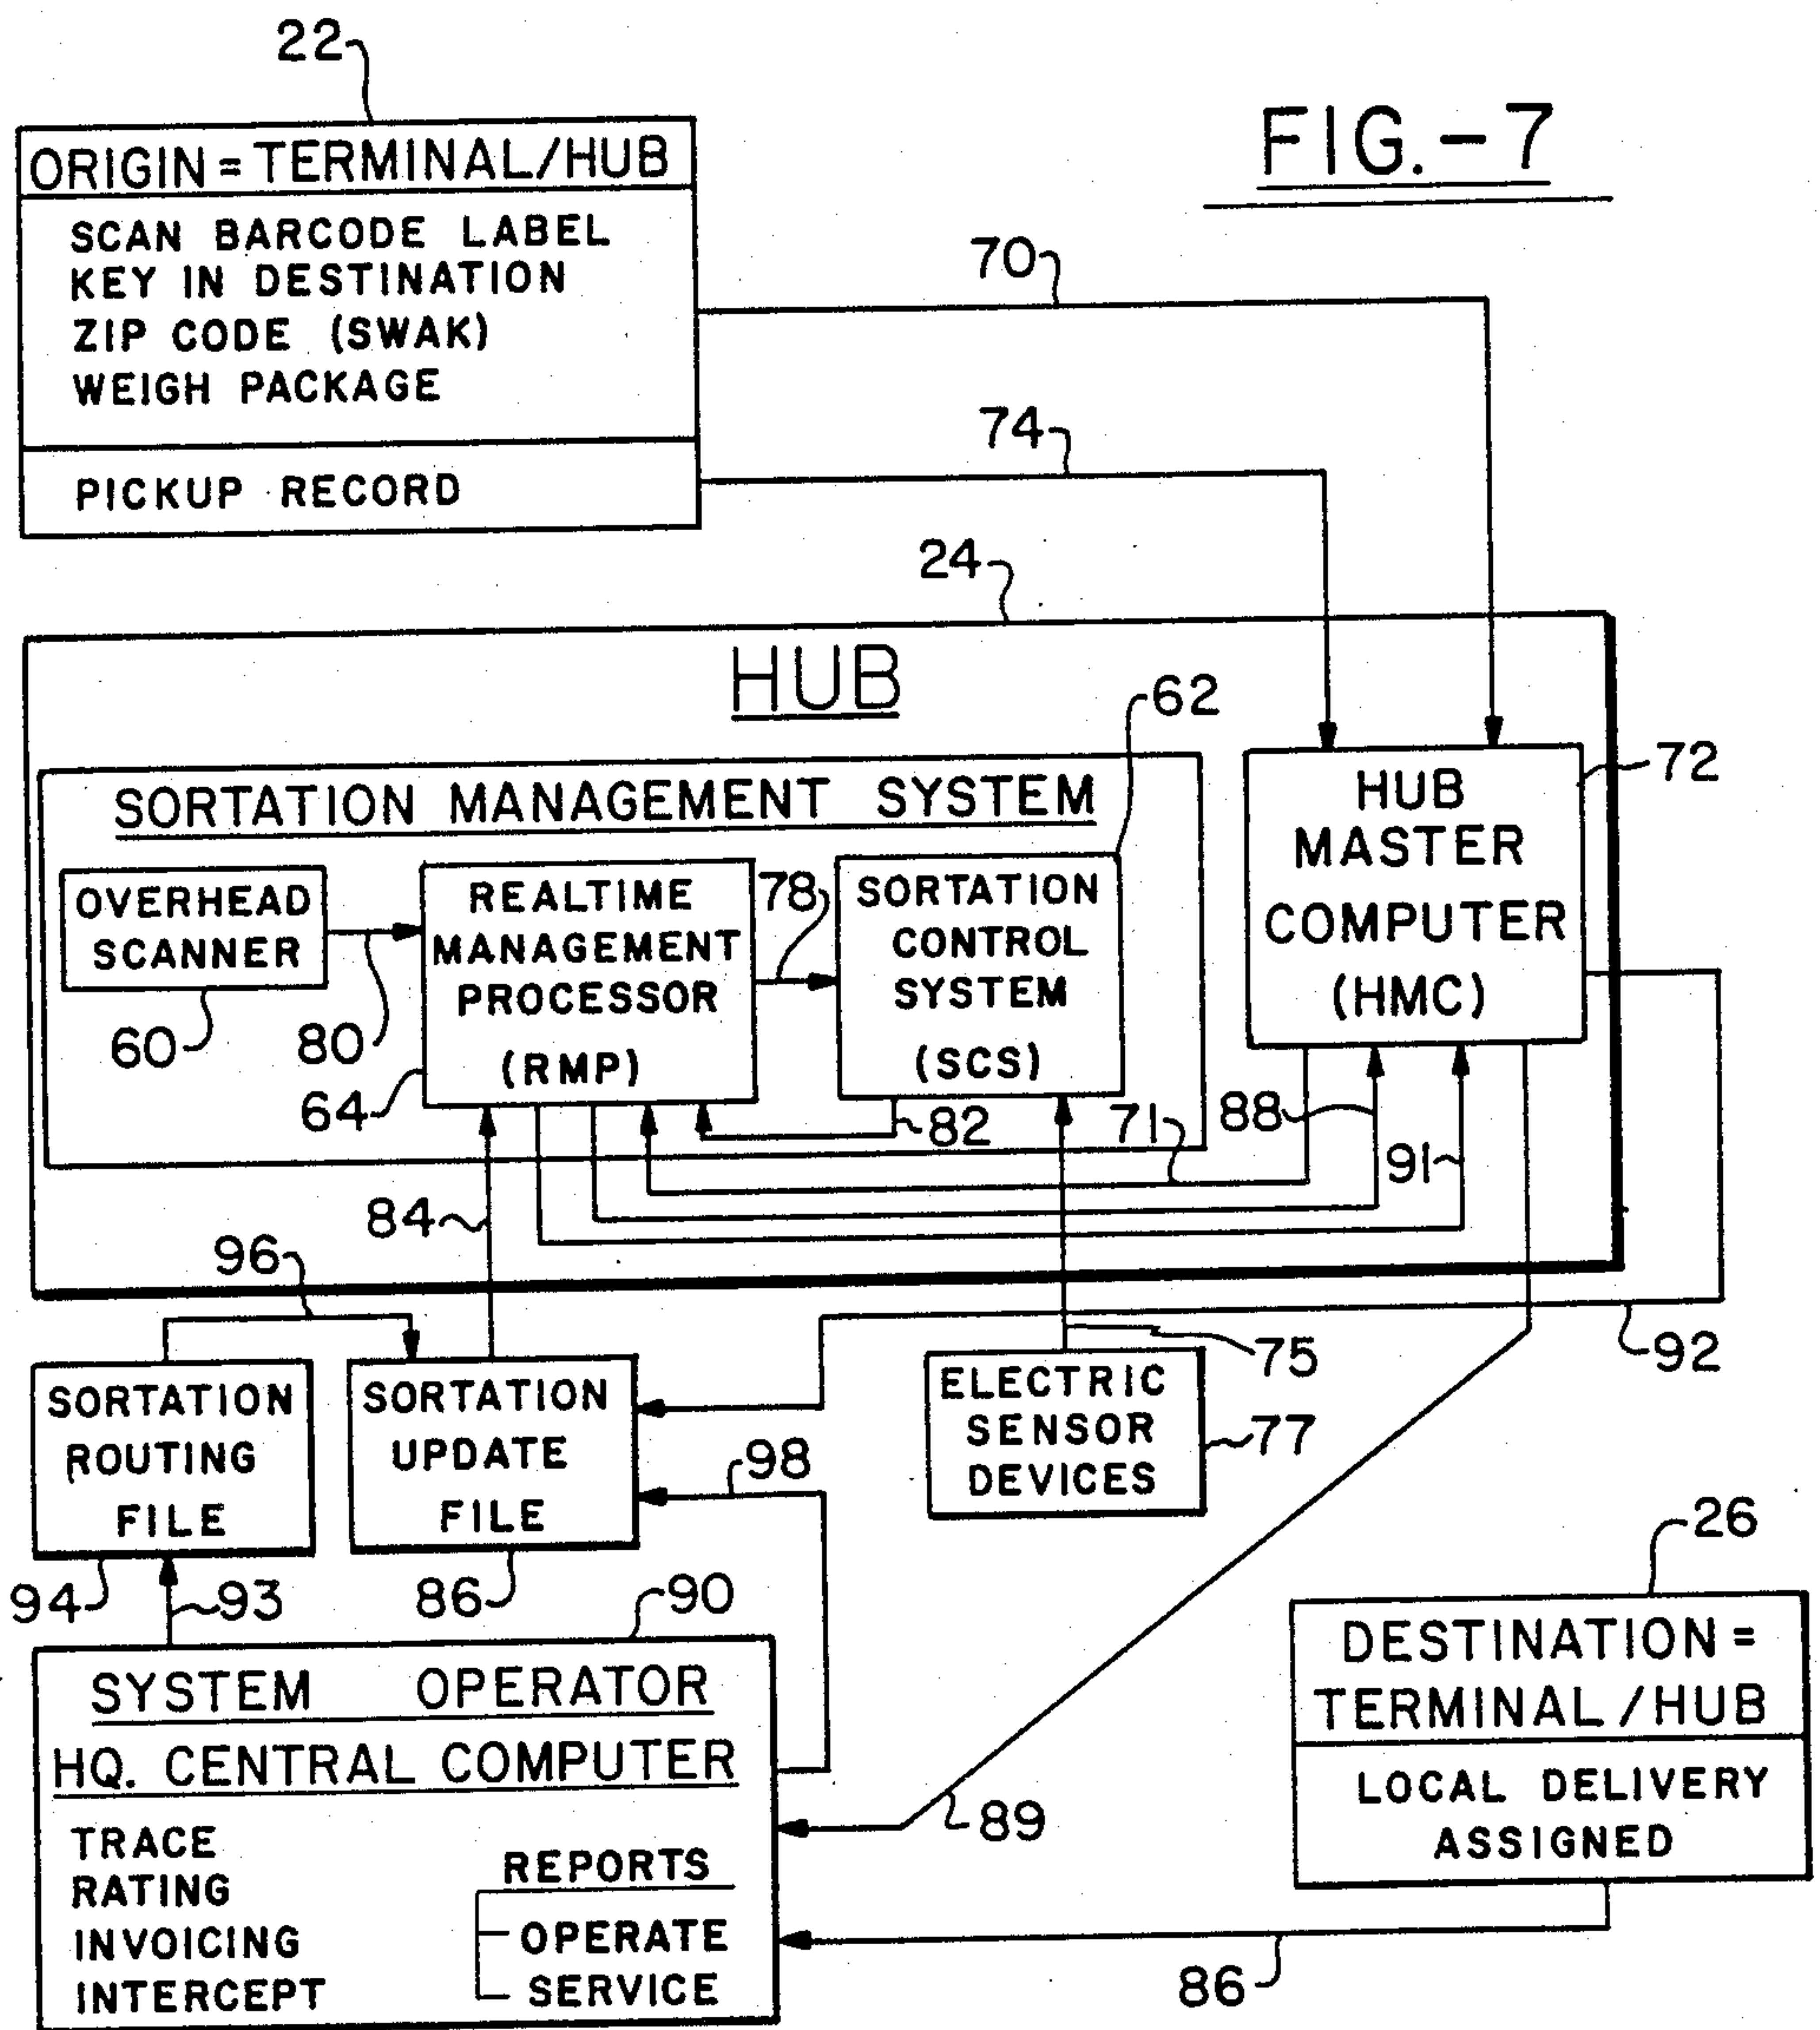 22
FIG.-7
ORIGIN = TERMINAL/HUB
SCAN BARCODE LABEL
KEY IN DESTINATION
ZIP CODE (SWAK)
WEIGH PACKAGE
PICKUP RECORD
70
74
24
HUB
62
72
SORTATION MANAGEMENT SYSTEM
HUB
MASTER
COMPUTER
(HMC)
OVERHEAD
SCANNER
60
80
REALTIME
MANAGEMENT
PROCESSOR
(RMP)
64
78
SORTATION
CONTROL
SYSTEM
(SCS)
82
71
88
91
84
96
75
92
SORTATION
ROUTING
FILE
94
93
SORTATION
UPDATE
FILE
86
98
ELECTRIC
SENSOR
DEVICES
77
90
26
SYSTEM OPERATOR
HQ. CENTRAL COMPUTER
TRACE
RATING
INVOICING
INTERCEPT
REPORTS
OPERATE
SERVICE
89
DESTINATION =
TERMINAL/HUB
LOCAL DELIVERY
ASSIGNED
86